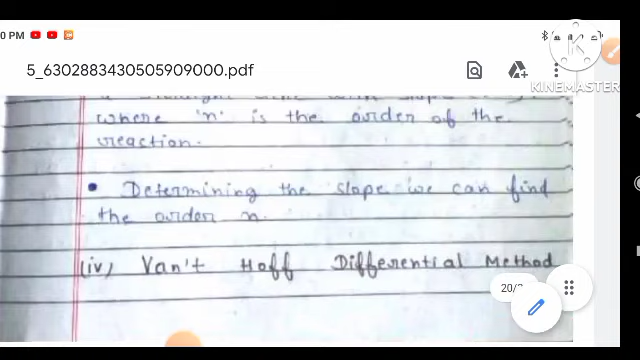 0 PM
5_6302883430505909000.pdf
KINEMASTER
where 'n' is the order of the
reaction.
• Determining the slope we can find
the order n.
(iv) Van't Hoff Differential Method
20/